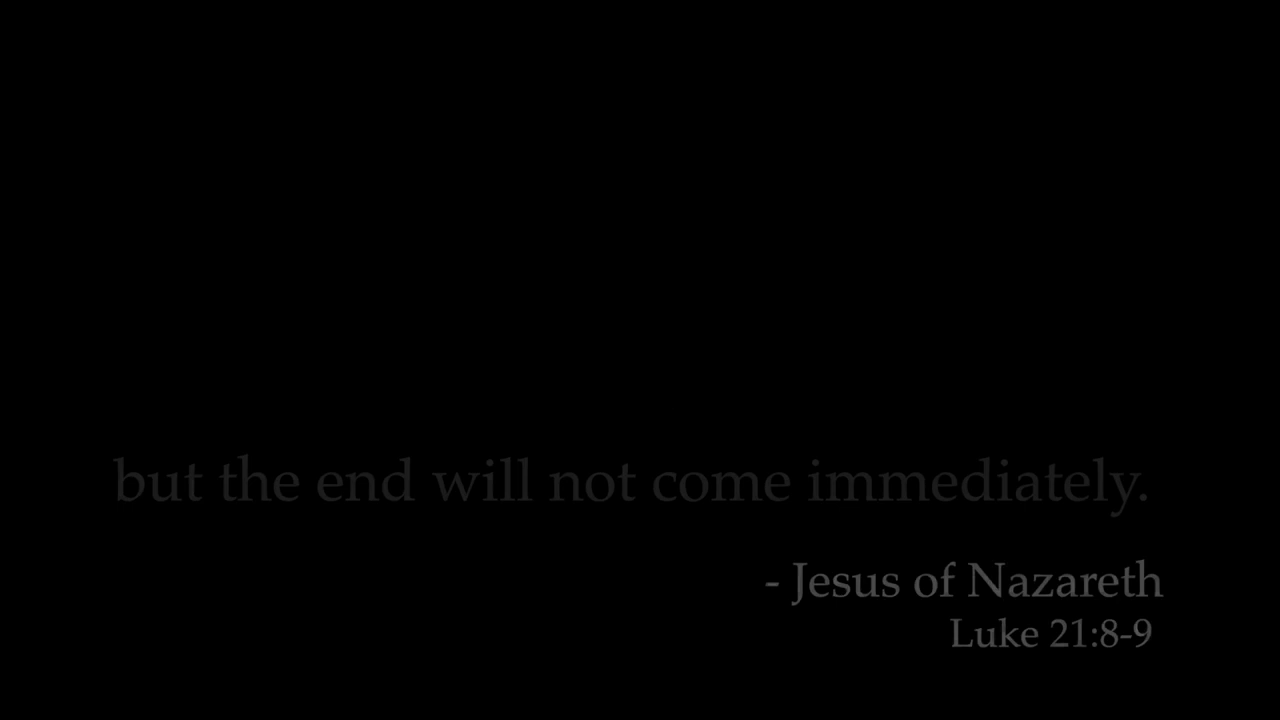 but the end will not come immediately.
- Jesus of Nazareth
Luke 21:8-9